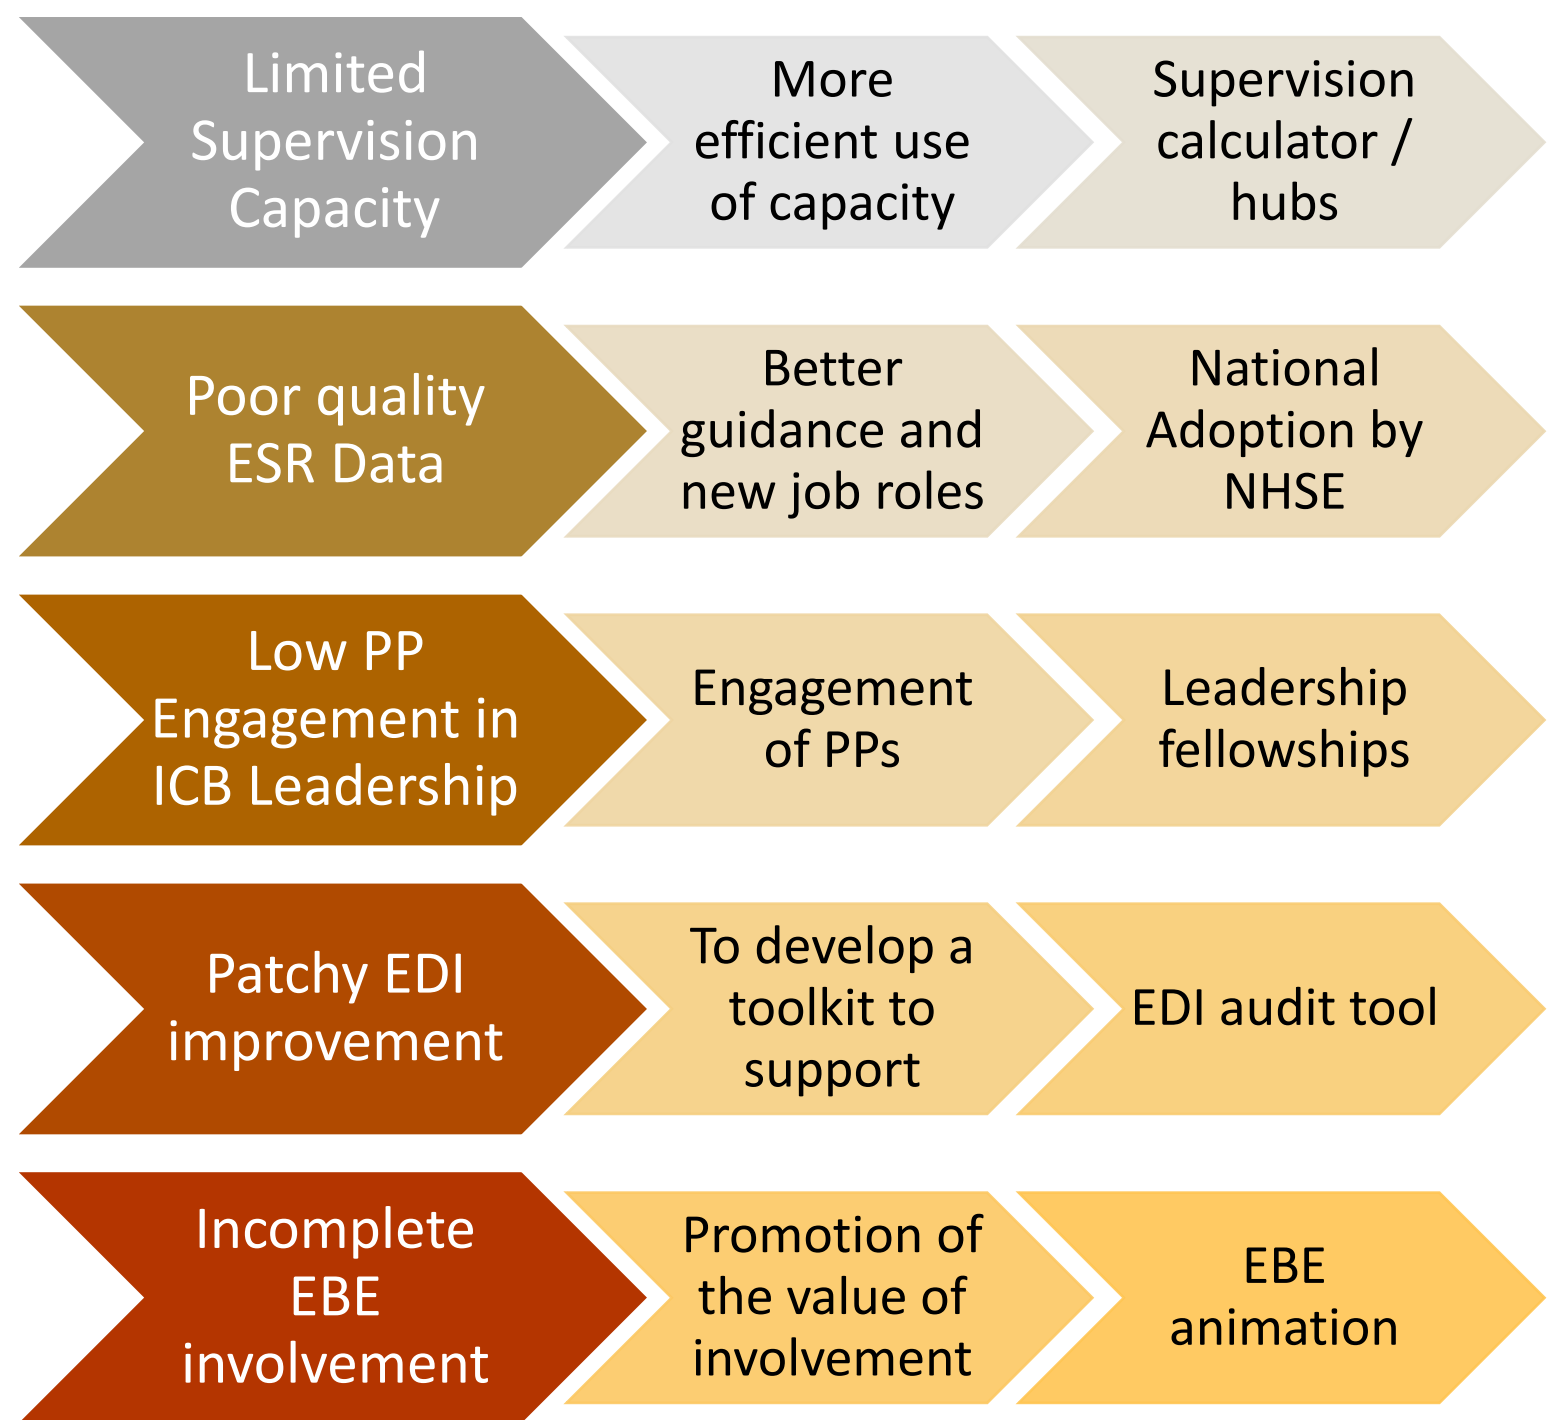 Limited
Supervision
Capacity
More
efficient use
of capacity
Supervision
calculator /
hubs
Poor quality
ESR Data
Better
guidance and
new job roles
National
Adoption by
NHSE
Low PP
Engagement in
ICB Leadership
Engagement
of PPs
Leadership
fellowships
Patchy EDI
improvement
To develop a
toolkit to
support
EDI audit tool
Incomplete
EBE
involvement
Promotion of
the value of
involvement
EBE
animation